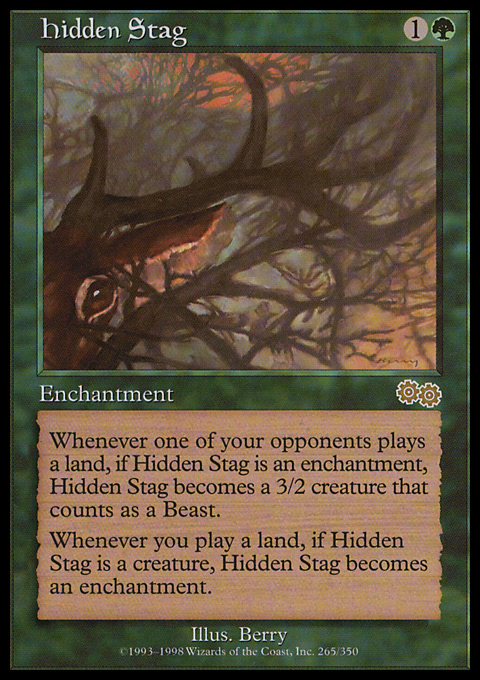 Hidden Stag
1
Enchantment
Whenever one of your opponents plays
a land, if Hidden Stag is an enchantment,
Hidden Stag becomes a 3/2 creature that
counts as a Beast.
Whenever you play a land, if Hidden
Stag is a creature, Hidden Stag becomes
an enchantment.
Illus. Berry
©1993-1998 Wizards of the Coast, Inc. 265/350